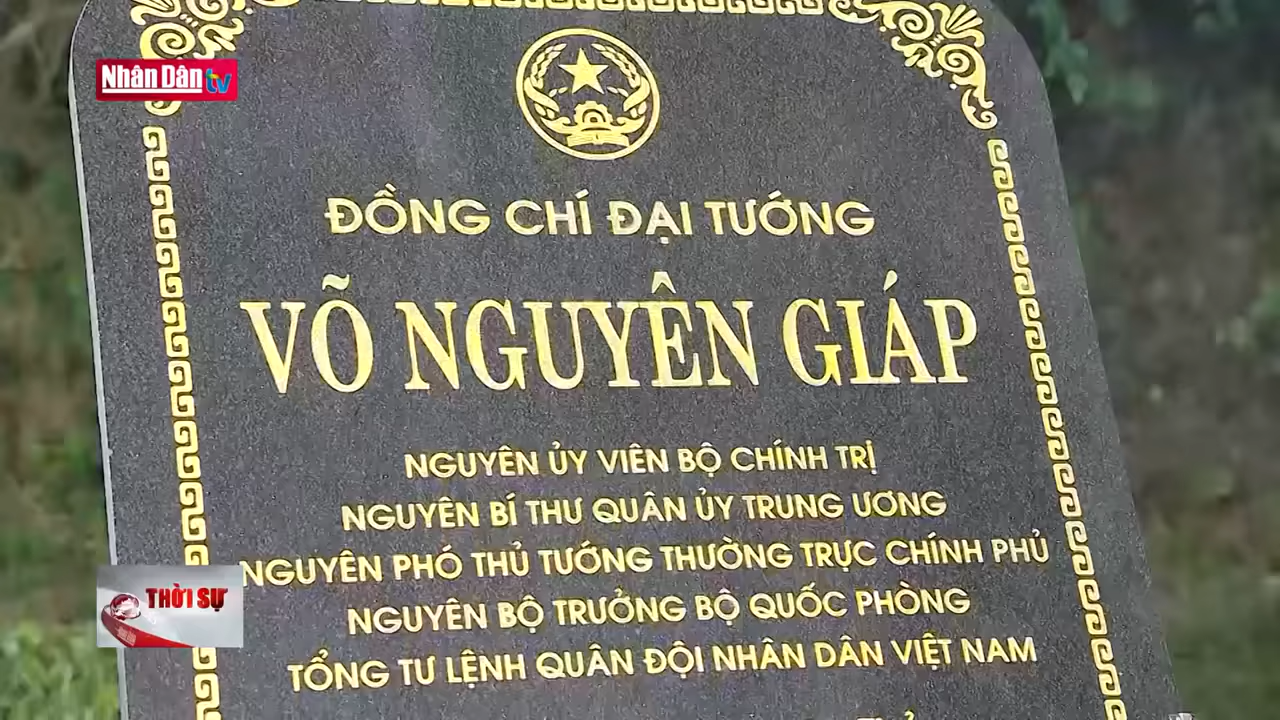 Nhân Dân tv
ĐỒNG CHÍ ĐẠI TƯỚNG
VÕ NGUYÊN GIÁP
NGUYÊN ỦY VIÊN BỘ CHÍNH TRỊ
NGUYÊN BÍ THƯ QUÂN ỦY TRUNG ƯƠNG
NGUYÊN PHÓ THỦ TƯỚNG THƯỜNG TRỰC CHÍNH PHỦ
NGUYÊN BỘ TRƯỞNG BỘ QUỐC PHÒNG
TỔNG TƯ LỆNH QUÂN ĐỘI NHÂN DÂN VIỆT NAM
THỜI SỰ